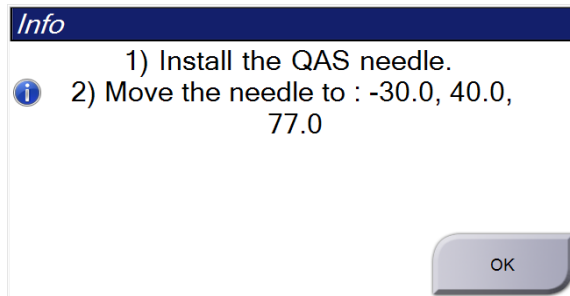 Info
1) Install the QAS needle.
2) Move the needle to : -30.0, 40.0,
77.0
OK